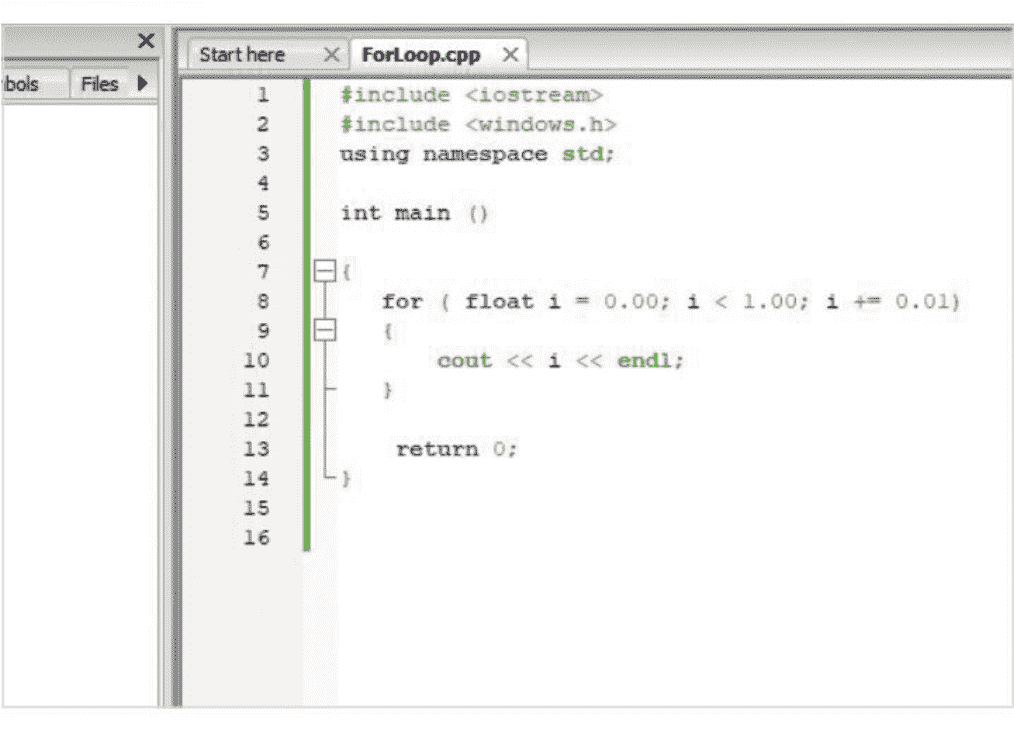 Start here ForLoop.cpp
bols Files
1 #include <iostream>
2 #include <windows.h>
3 using namespace std;
4
5 int main ()
6
7 {
8 for ( float i = 0.00; i < 1.00; i += 0.01)
9 {
10 cout << i << endl;
11 }
12
13 return 0;
14 }
15
16